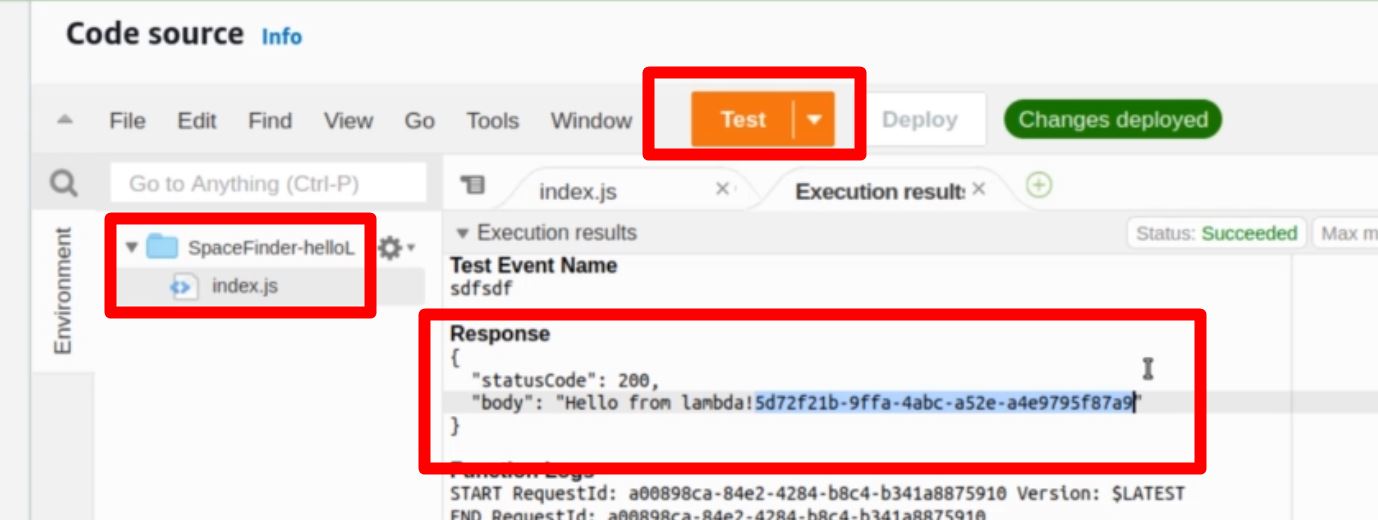 Code source Info
File Edit Find View Go Tools Window Test Deploy Changes deployed
Go to Anything (Ctrl-P)
index.js
Execution results
Environment
SpaceFinder-helloL
index.js
Execution results
Status: Succeeded
Max m
Test Event Name
sdfsdf
Response
{
"statusCode": 200,
"body": "Hello from lambda!5d72f21b-9ffa-4abc-a52e-a4e9795f87a9"
}
Function Logs
START RequestId: a00898ca-84e2-4284-b8c4-b341a8875910 Version: $LATEST
END RequestId: a00898ca-84e2-4284-b8c4-b341a8875910